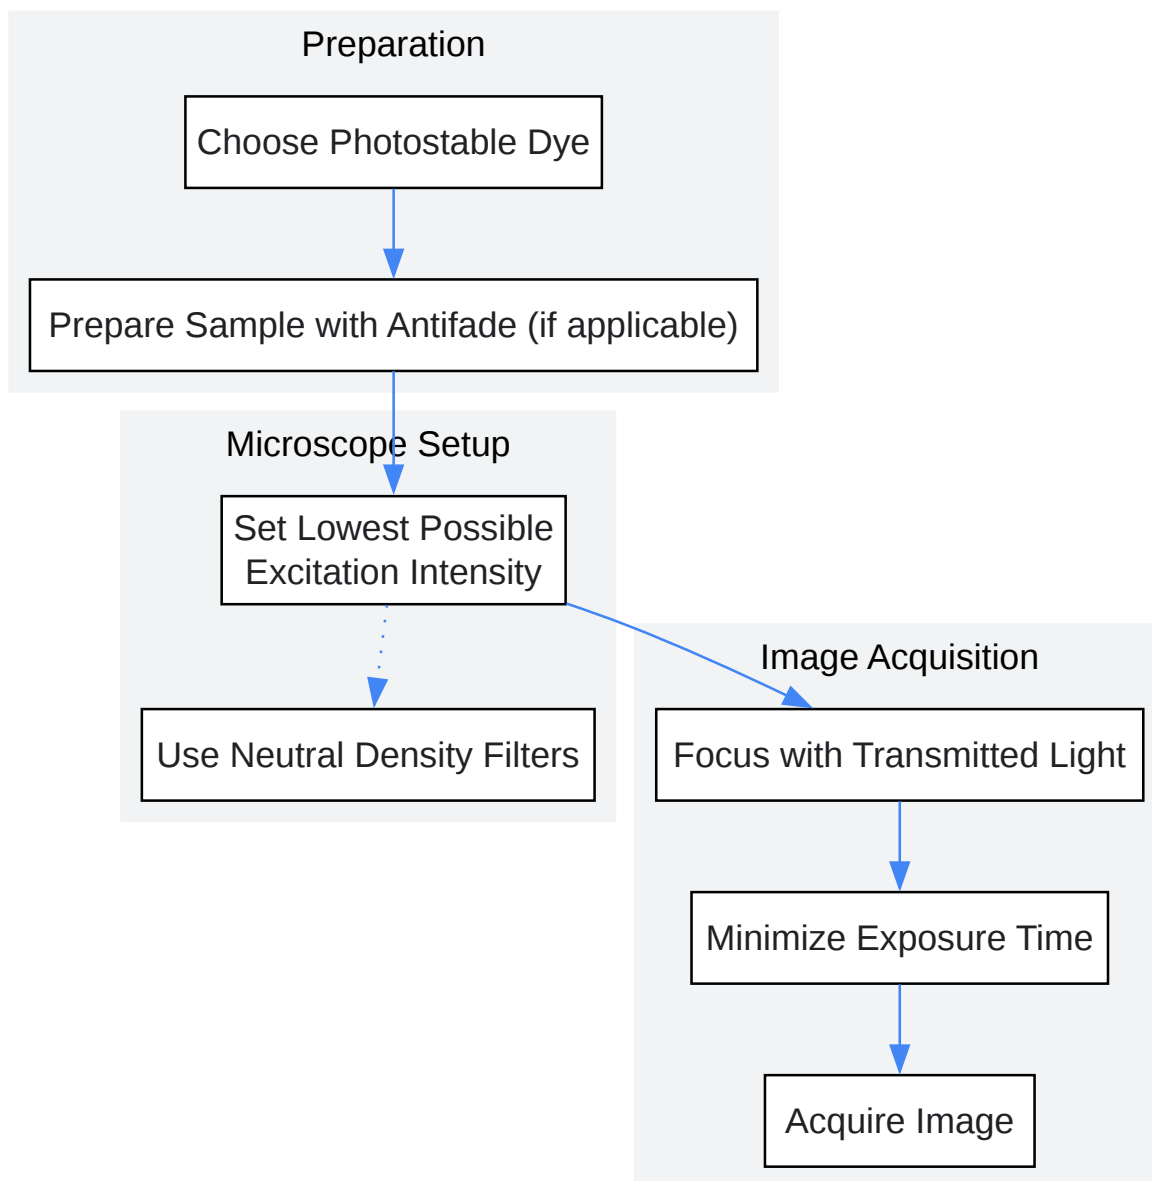 Preparation
Choose Photostable Dye
Prepare Sample with Antifade (if applicable)
Microscope Setup
Set Lowest Possible
Excitation Intensity
Use Neutral Density Filters
Image Acquisition
Focus with Transmitted Light
Minimize Exposure Time
Acquire Image